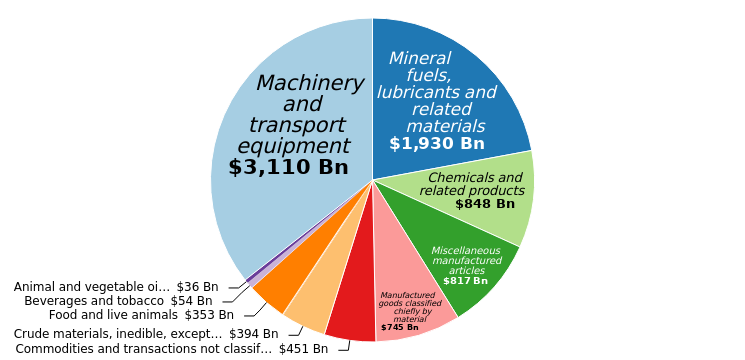 Machinery
and
transport
equipment
$3,110 Bn
Mineral
fuels,
lubricants and
related
materials
$1,930 Bn
Chemicals and
related products
$848 Bn
Miscellaneous
manufactured
articles
$817 Bn
Manufactured
goods classified
chiefly by
material
$745 Bn
Animal and vegetable oi... $36 Bn
Beverages and tobacco $54 Bn
Food and live animals $353 Bn
Crude materials, inedible, except... $394 Bn
Commodities and transactions not classif... $451 Bn